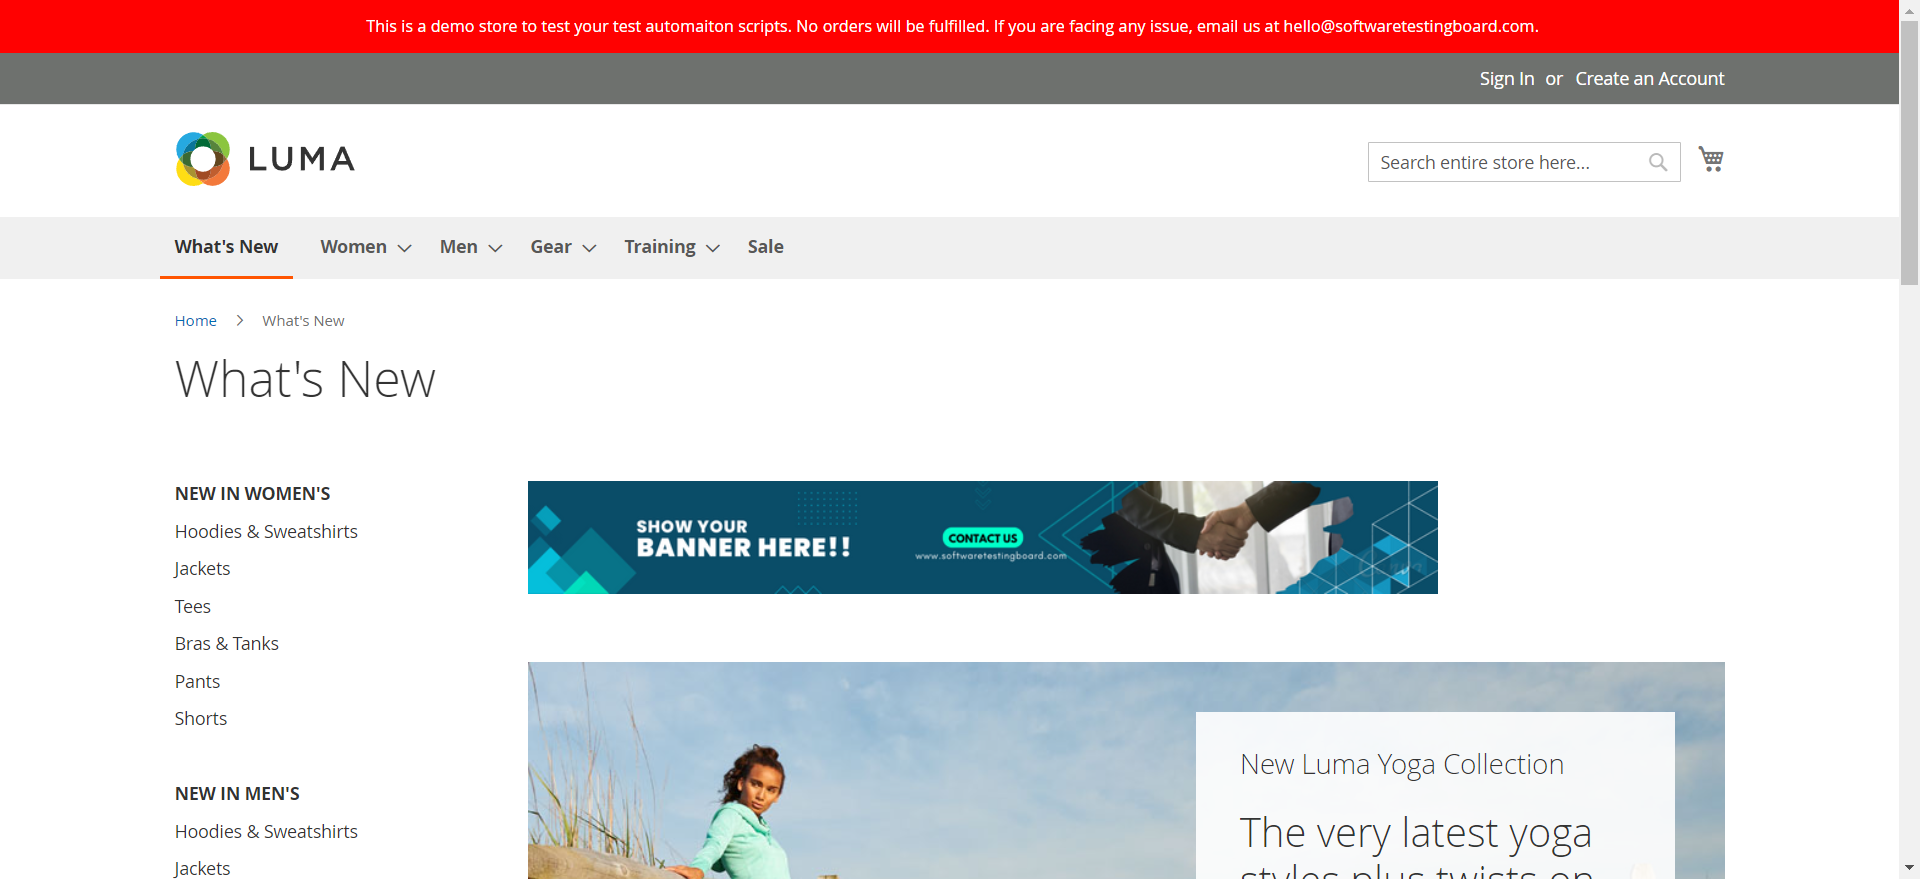 This is a demo store to test your test automaiton scripts. No orders will be fulfilled. If you are facing any issue, email us at hello@softwaretestingboard.com.
Sign In or Create an Account
LUMA
Search entire store here...
What's New Women Men Gear Training Sale
Home What's New
What's New
NEW IN WOMEN'S
Hoodies & Sweatshirts
Jackets
Tees
Bras & Tanks
Pants
Shorts
NEW IN MEN'S
Hoodies & Sweatshirts
Jackets
SHOW YOUR
BANNER HERE!!
CONTACT US
www.softwaretestingboard.com
New Luma Yoga Collection
The very latest yoga
styles plus twists on